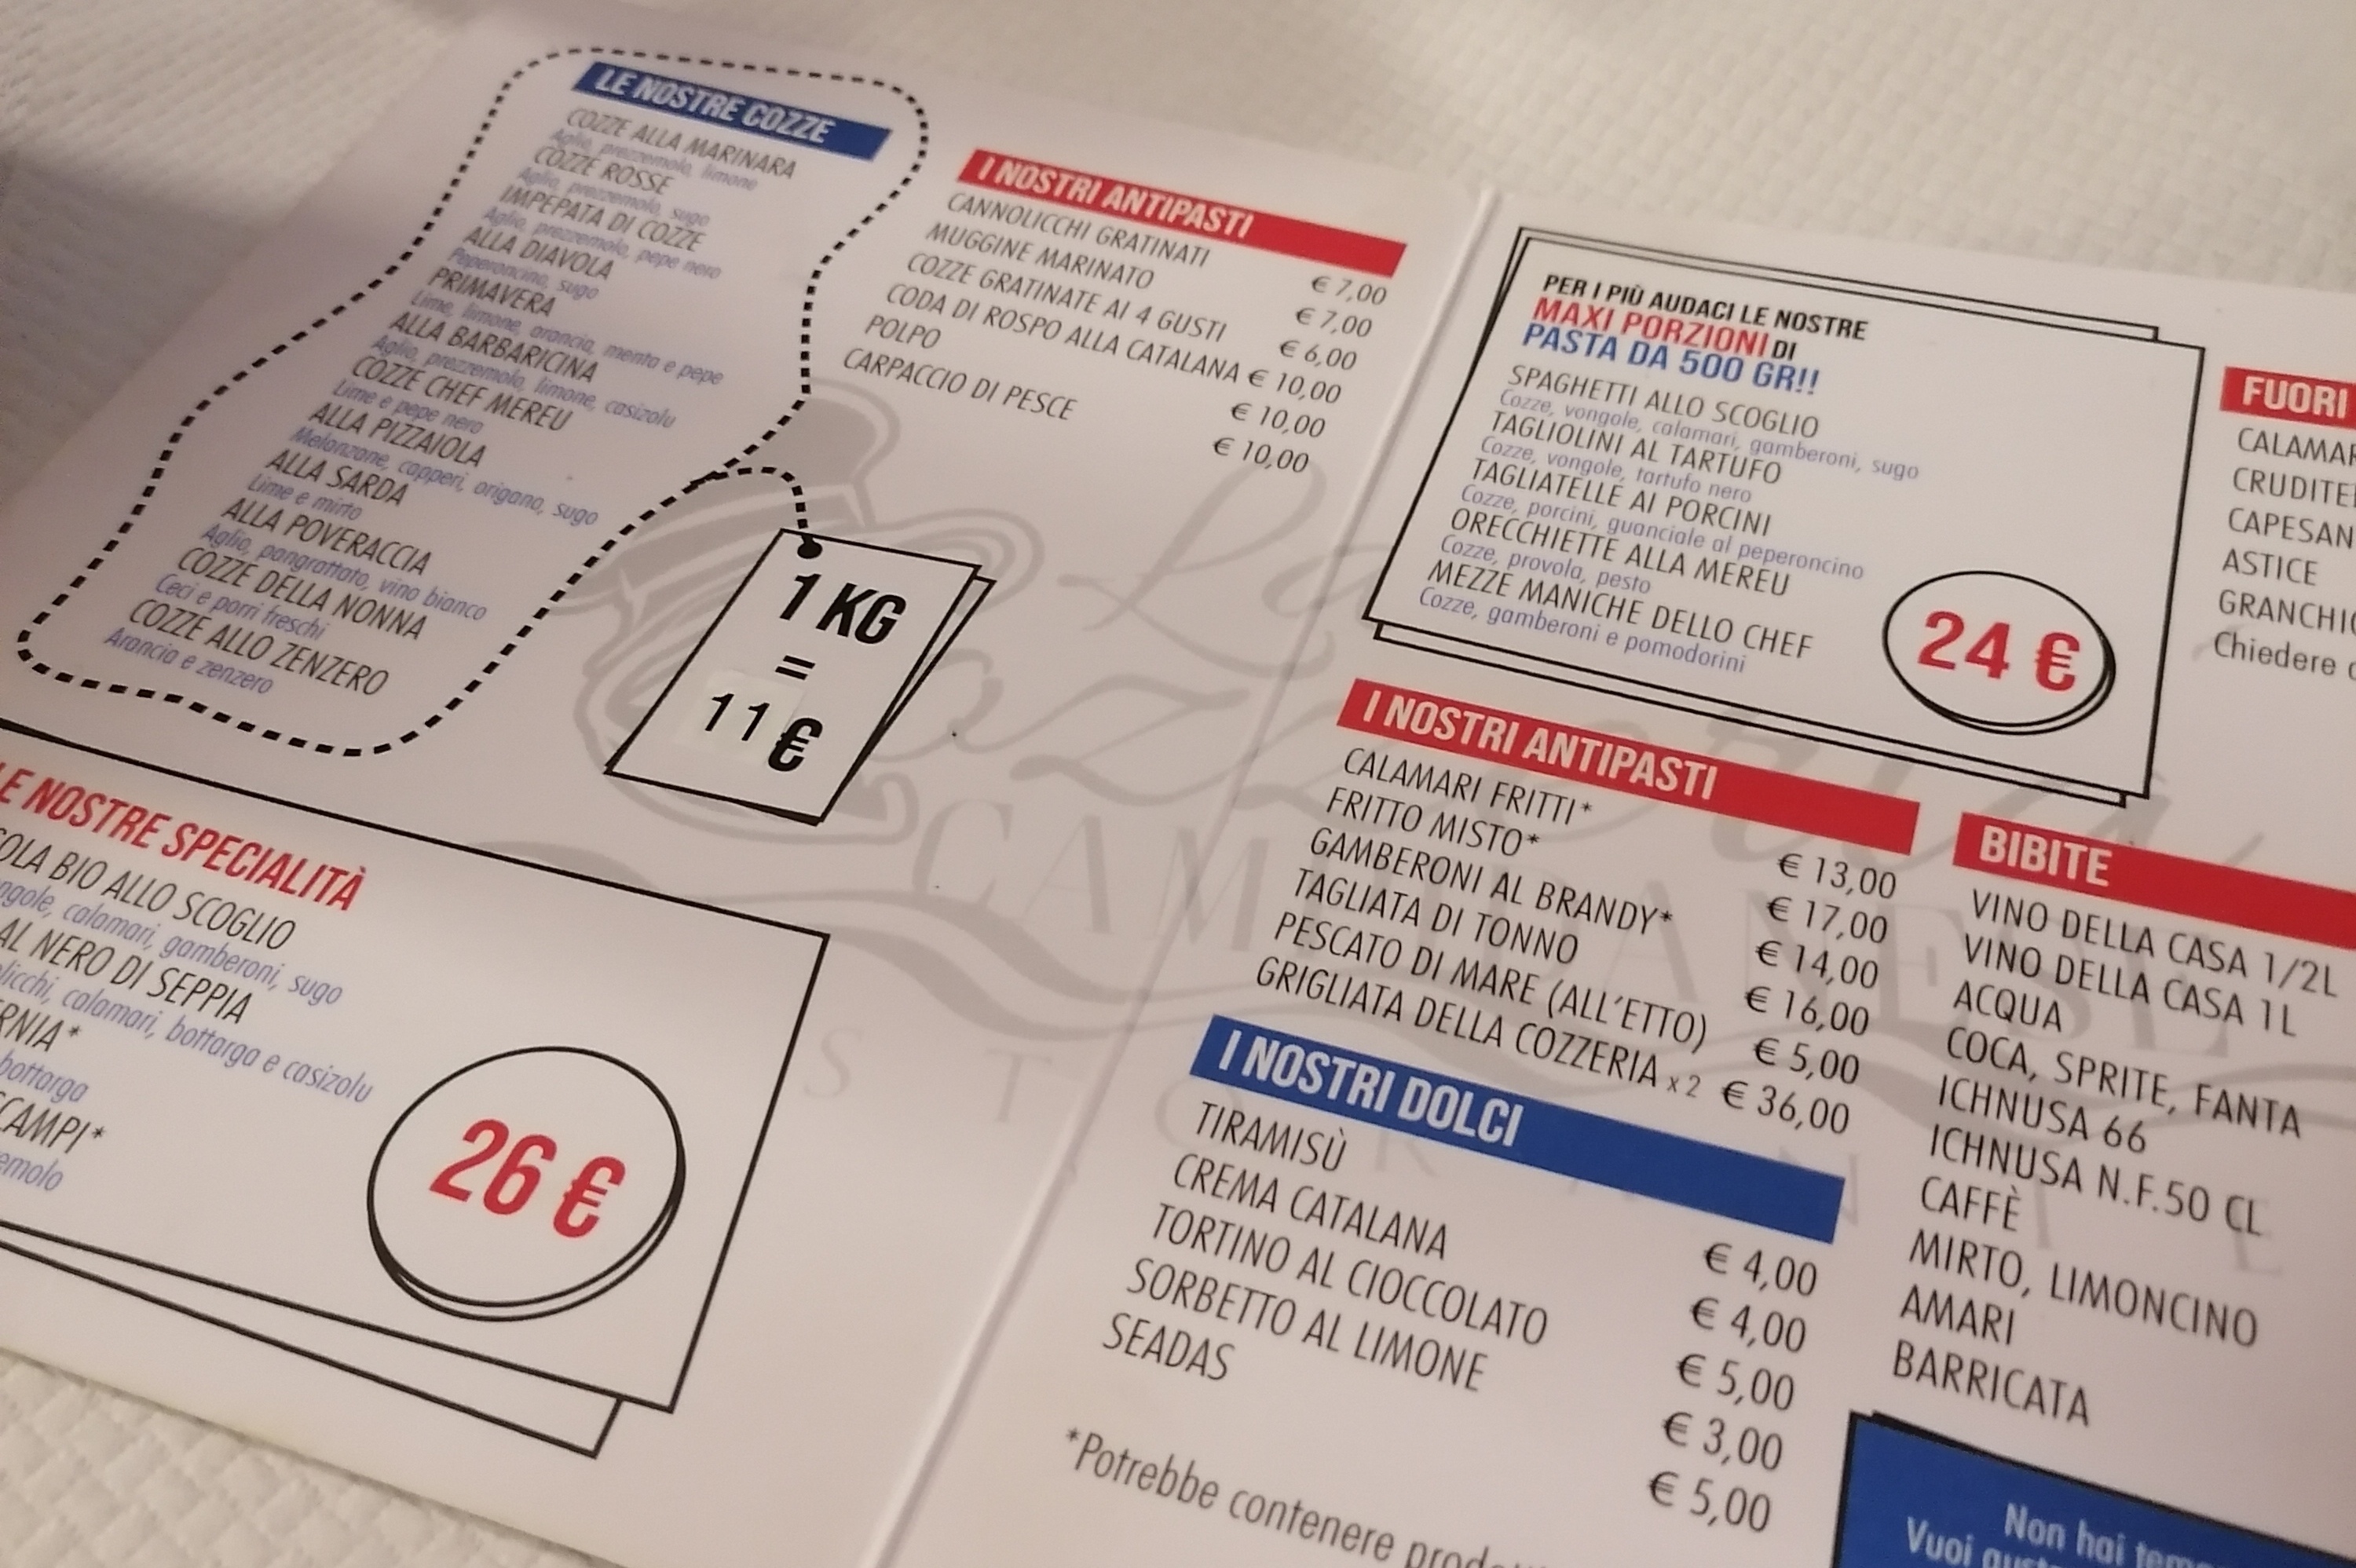 LE NOSTRE COZZE
COZZE ALLA MARINARA
Aglio, prezzemolo, limone
COZZE ROSSE
Aglio, prezzemolo, sugo
IMPEPATA DI COZZE
Aglio, prezzemolo, pepe nero
ALLA DIAVOLA
Peperoncino, sugo
PRIMAVERA
Lime, limone, arancia, menta e pepe
ALLA BARBARICINA
Aglio, prezzemolo, limone, casizolu
COZZE CHEF MEREU
Lime e pepe nero
ALLA PIZZAIOLA
Melanzane, capperi, origano, sugo
ALLA SARDA
Lime e mirto
ALLA POVERACCIA
Aglio, pangrattato, vino bianco
COZZE DELLA NONNA
Ceci e porri freschi
COZZE ALLO ZENZERO
Arancia e zenzero
1 KG
=
11 €
I NOSTRI ANTIPASTI
CANNOLICCHI GRATINATI € 7,00
MUGGINE MARINATO € 7,00
COZZE GRATINATE AI 4 GUSTI € 6,00
CODA DI ROSPO ALLA CATALANA € 10,00
POLPO € 10,00
CARPACCIO DI PESCE € 10,00
LE NOSTRE SPECIALITÀ
OLA BIO ALLO SCOGLIO
ngole, calamari, gamberoni, sugo
AL NERO DI SEPPIA
licchi, calamari, bottarga e casizolu
RNIA*
bottarga
CAMPI*
emolo
26 €
PER I PIÙ AUDACI LE NOSTRE
MAXI PORZIONI DI
PASTA DA 500 GR!!
SPAGHETTI ALLO SCOGLIO
Cozze, vongole, calamari, gamberoni, sugo
TAGLIOLINI AL TARTUFO
Cozze, vongole, tartufo nero
TAGLIATELLE AI PORCINI
Cozze, porcini, guanciale al peperoncino
ORECCHIETTE ALLA MEREU
Cozze, provola, pesto
MEZZE MANICHE DELLO CHEF
Cozze, gamberoni e pomodorini
24 €
FUORI
CALAMAR
CRUDITE
CAPESAN
ASTICE
GRANCHIO
Chiedere
I NOSTRI ANTIPASTI
CALAMARI FRITTI* € 13,00
FRITTO MISTO* € 17,00
GAMBERONI AL BRANDY* € 14,00
TAGLIATA DI TONNO € 16,00
PESCATO DI MARE (ALL'ETTO) € 5,00
GRIGLIATA DELLA COZZERIA x 2 € 36,00
I NOSTRI DOLCI
TIRAMISÙ € 4,00
CREMA CATALANA € 4,00
TORTINO AL CIOCCOLATO € 5,00
SORBETTO AL LIMONE € 3,00
SEADAS € 5,00
*Potrebbe contenere
BIBITE
VINO DELLA CASA 1/2L
VINO DELLA CASA 1L
ACQUA
COCA, SPRITE, FANTA
ICHNUSA 66
ICHNUSA N.F.50 CL
CAFFÈ
MIRTO, LIMONCINO
AMARI
BARRICATA
Non hai
Vuoi